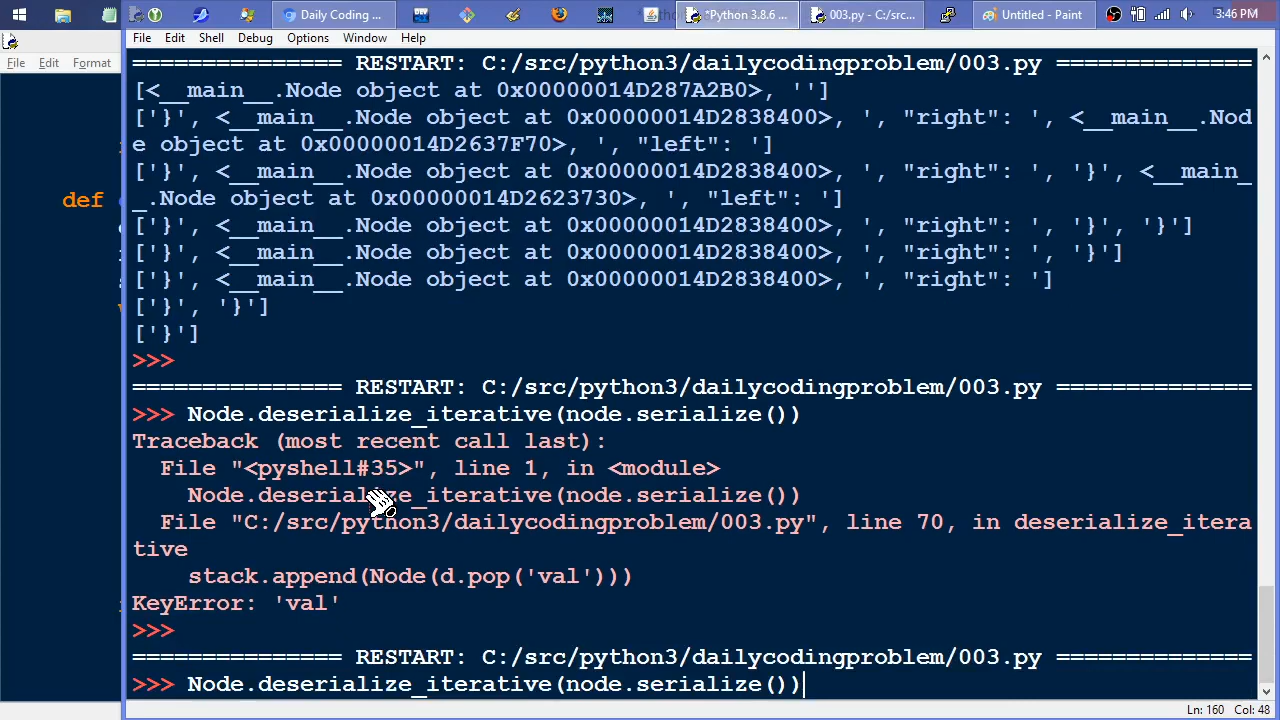 Daily Coding ...
*Python 3.8.6 ...
003.py - C:/src/...
Untitled - Paint
3:46 PM
File Edit Shell Debug Options Window Help
File Edit Format
def
=============== RESTART: C:/src/python3/dailycodingproblem/003.py ==============
[<__main__.Node object at 0x00000014D287A2B0>, '']
['}', <__main__.Node object at 0x00000014D2838400>, ', "right": ', <__main__.Nod
e object at 0x00000014D2637F70>, ', "left": ']
['}', <__main__.Node object at 0x00000014D2838400>, ', "right": ', '}', <__main_
_.Node object at 0x00000014D2623730>, ', "left": ']
['}', <__main__.Node object at 0x00000014D2838400>, ', "right": ', '}', '}']
['}', <__main__.Node object at 0x00000014D2838400>, ', "right": ', '}']
['}', <__main__.Node object at 0x00000014D2838400>, ', "right": ']
['}', '}']
['}']
>>>
=============== RESTART: C:/src/python3/dailycodingproblem/003.py ==============
>>> Node.deserialize_iterative(node.serialize())
Traceback (most recent call last):
  File "<pyshell#35>", line 1, in <module>
    Node.deserialize_iterative(node.serialize())
  File "C:/src/python3/dailycodingproblem/003.py", line 70, in deserialize_itera
tive
    stack.append(Node(d.pop('val')))
KeyError: 'val'
>>>
=============== RESTART: C:/src/python3/dailycodingproblem/003.py ==============
>>> Node.deserialize_iterative(node.serialize())
Ln: 160 Col: 48